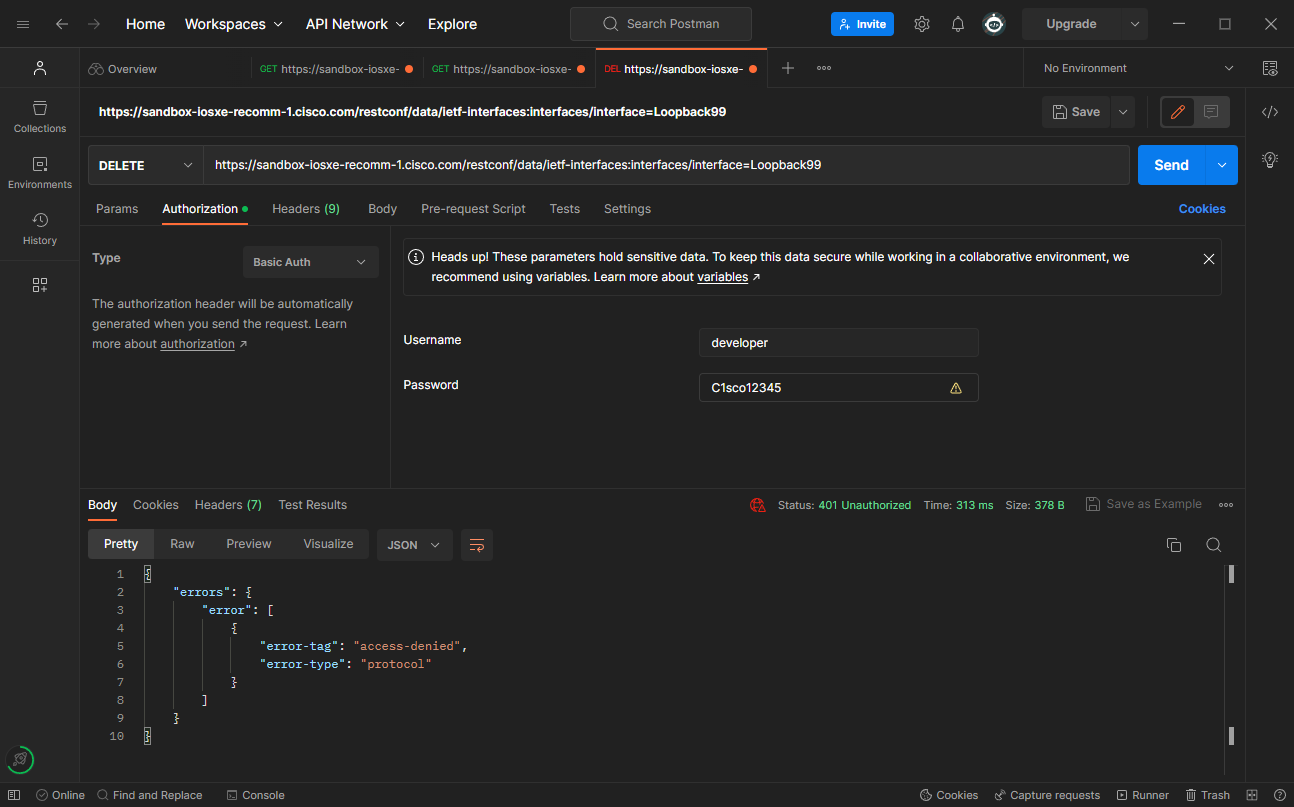 Home Workspaces API Network Explore Search Postman Invite Upgrade
Overview GET https://sandbox-iosxe- GET https://sandbox-iosxe- DEL https://sandbox-iosxe- No Environment
https://sandbox-iosxe-recomm-1.cisco.com/restconf/data/ietf-interfaces:interfaces/interface=Loopback99 Save
Collections
Environments
History
DELETE https://sandbox-iosxe-recomm-1.cisco.com/restconf/data/ietf-interfaces:interfaces/interface=Loopback99 Send
Params Authorization Headers (9) Body Pre-request Script Tests Settings Cookies
Type Basic Auth
The authorization header will be automatically
generated when you send the request. Learn
more about authorization ↗
Heads up! These parameters hold sensitive data. To keep this data secure while working in a collaborative environment, we
recommend using variables. Learn more about variables ↗
Username developer
Password C1sco12345
Body Cookies Headers (7) Test Results Status: 401 Unauthorized Time: 313 ms Size: 378 B Save as Example
Pretty Raw Preview Visualize JSON
1 {
2 "errors": {
3 "error": [
4 {
5 "error-tag": "access-denied",
6 "error-type": "protocol"
7 }
8 ]
9 }
10 }
Online Find and Replace Console Cookies Capture requests Runner Trash